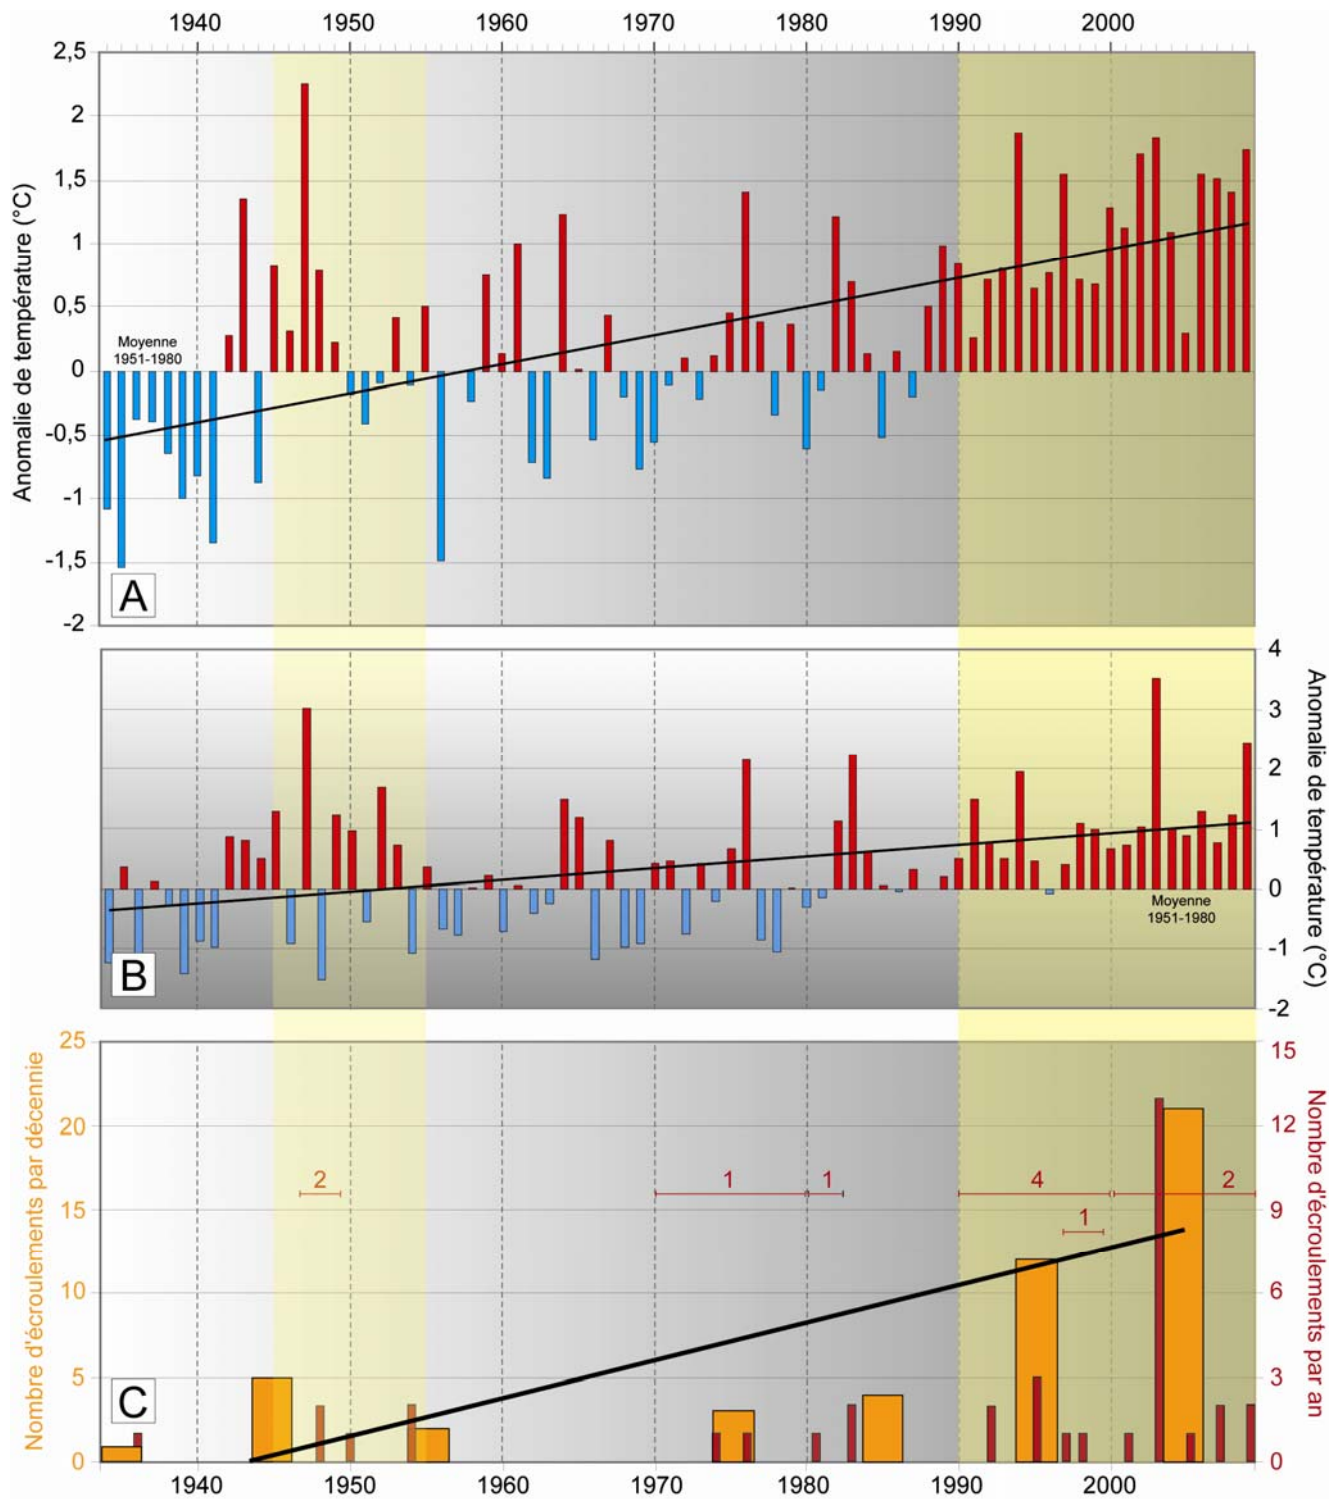 1940 1950 1960 1970 1980 1990 2000
2,5
2
1,5
1
0,5
0
-0,5
-1
-1,5
-2
Anomalie de température (°C)
Moyenne
1951-1980
A
4
3
2
1
0
-1
-2
Anomalie de température (°C)
Moyenne
1951-1980
B
25
20
15
10
5
0
Nombre d'écroulements par décennie
15
12
9
6
3
0
Nombre d'écroulements par an
2 1 1 4 2
1
C
1940 1950 1960 1970 1980 1990 2000